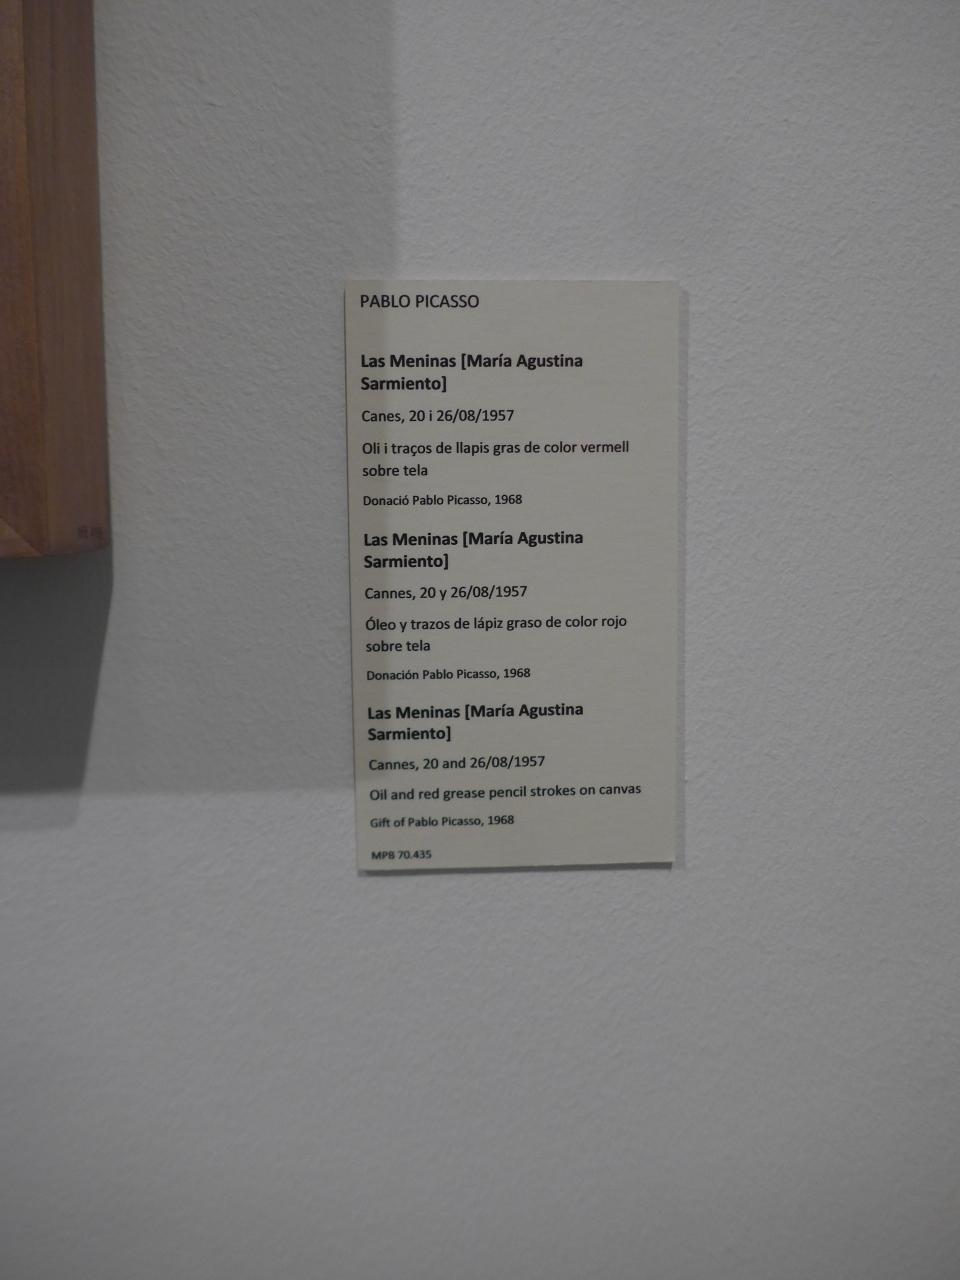 PABLO PICASSO
Las Meninas [María Agustina
Sarmiento]
Canes, 20 i 26/08/1957
Oli i traços de llapis gras de color vermell
sobre tela
Donació Pablo Picasso, 1968
Las Meninas [María Agustina
Sarmiento]
Cannes, 20 y 26/08/1957
Óleo y trazos de lápiz graso de color rojo
sobre tela
Donación Pablo Picasso, 1968
Las Meninas [María Agustina
Sarmiento]
Cannes, 20 and 26/08/1957
Oil and red grease pencil strokes on canvas
Gift of Pablo Picasso, 1968
MPB 70.435